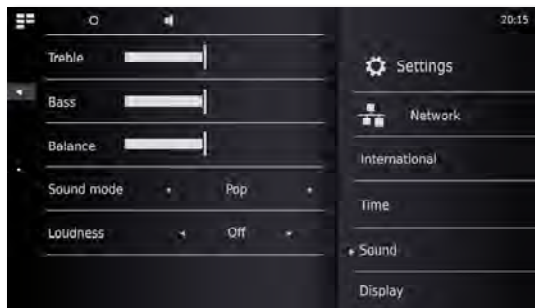 20:15
Treble
Bass
Balance
Sound mode Pop
Loudness Off
Settings
Network
International
Time
Sound
Display